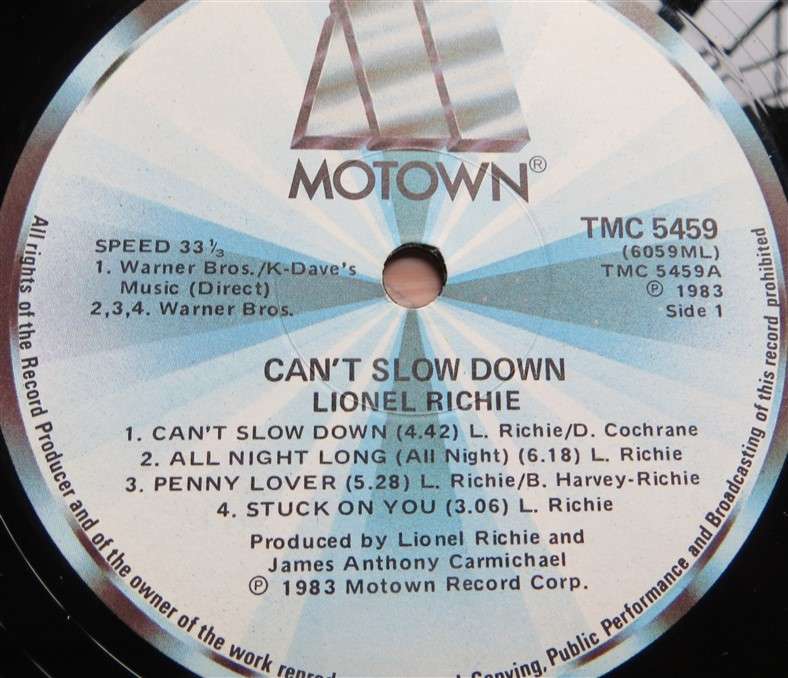 MOTOWN®
SPEED 33 ⅓
1. Warner Bros./K-Dave's
Music (Direct)
2,3,4. Warner Bros.
TMC 5459
(6059ML)
TMC 5459A
℗ 1983
Side 1
CAN'T SLOW DOWN
LIONEL RICHIE
1. CAN'T SLOW DOWN (4.42) L. Richie/D. Cochrane
2. ALL NIGHT LONG (All Night) (6.18) L. Richie
3. PENNY LOVER (5.28) L. Richie/B. Harvey-Richie
4. STUCK ON YOU (3.06) L. Richie
Produced by Lionel Richie and
James Anthony Carmichael
℗ 1983 Motown Record Corp.
All rights of the Record Producer and of the owner of the work
Copying, Public Performance and Broadcasting of this record prohibited